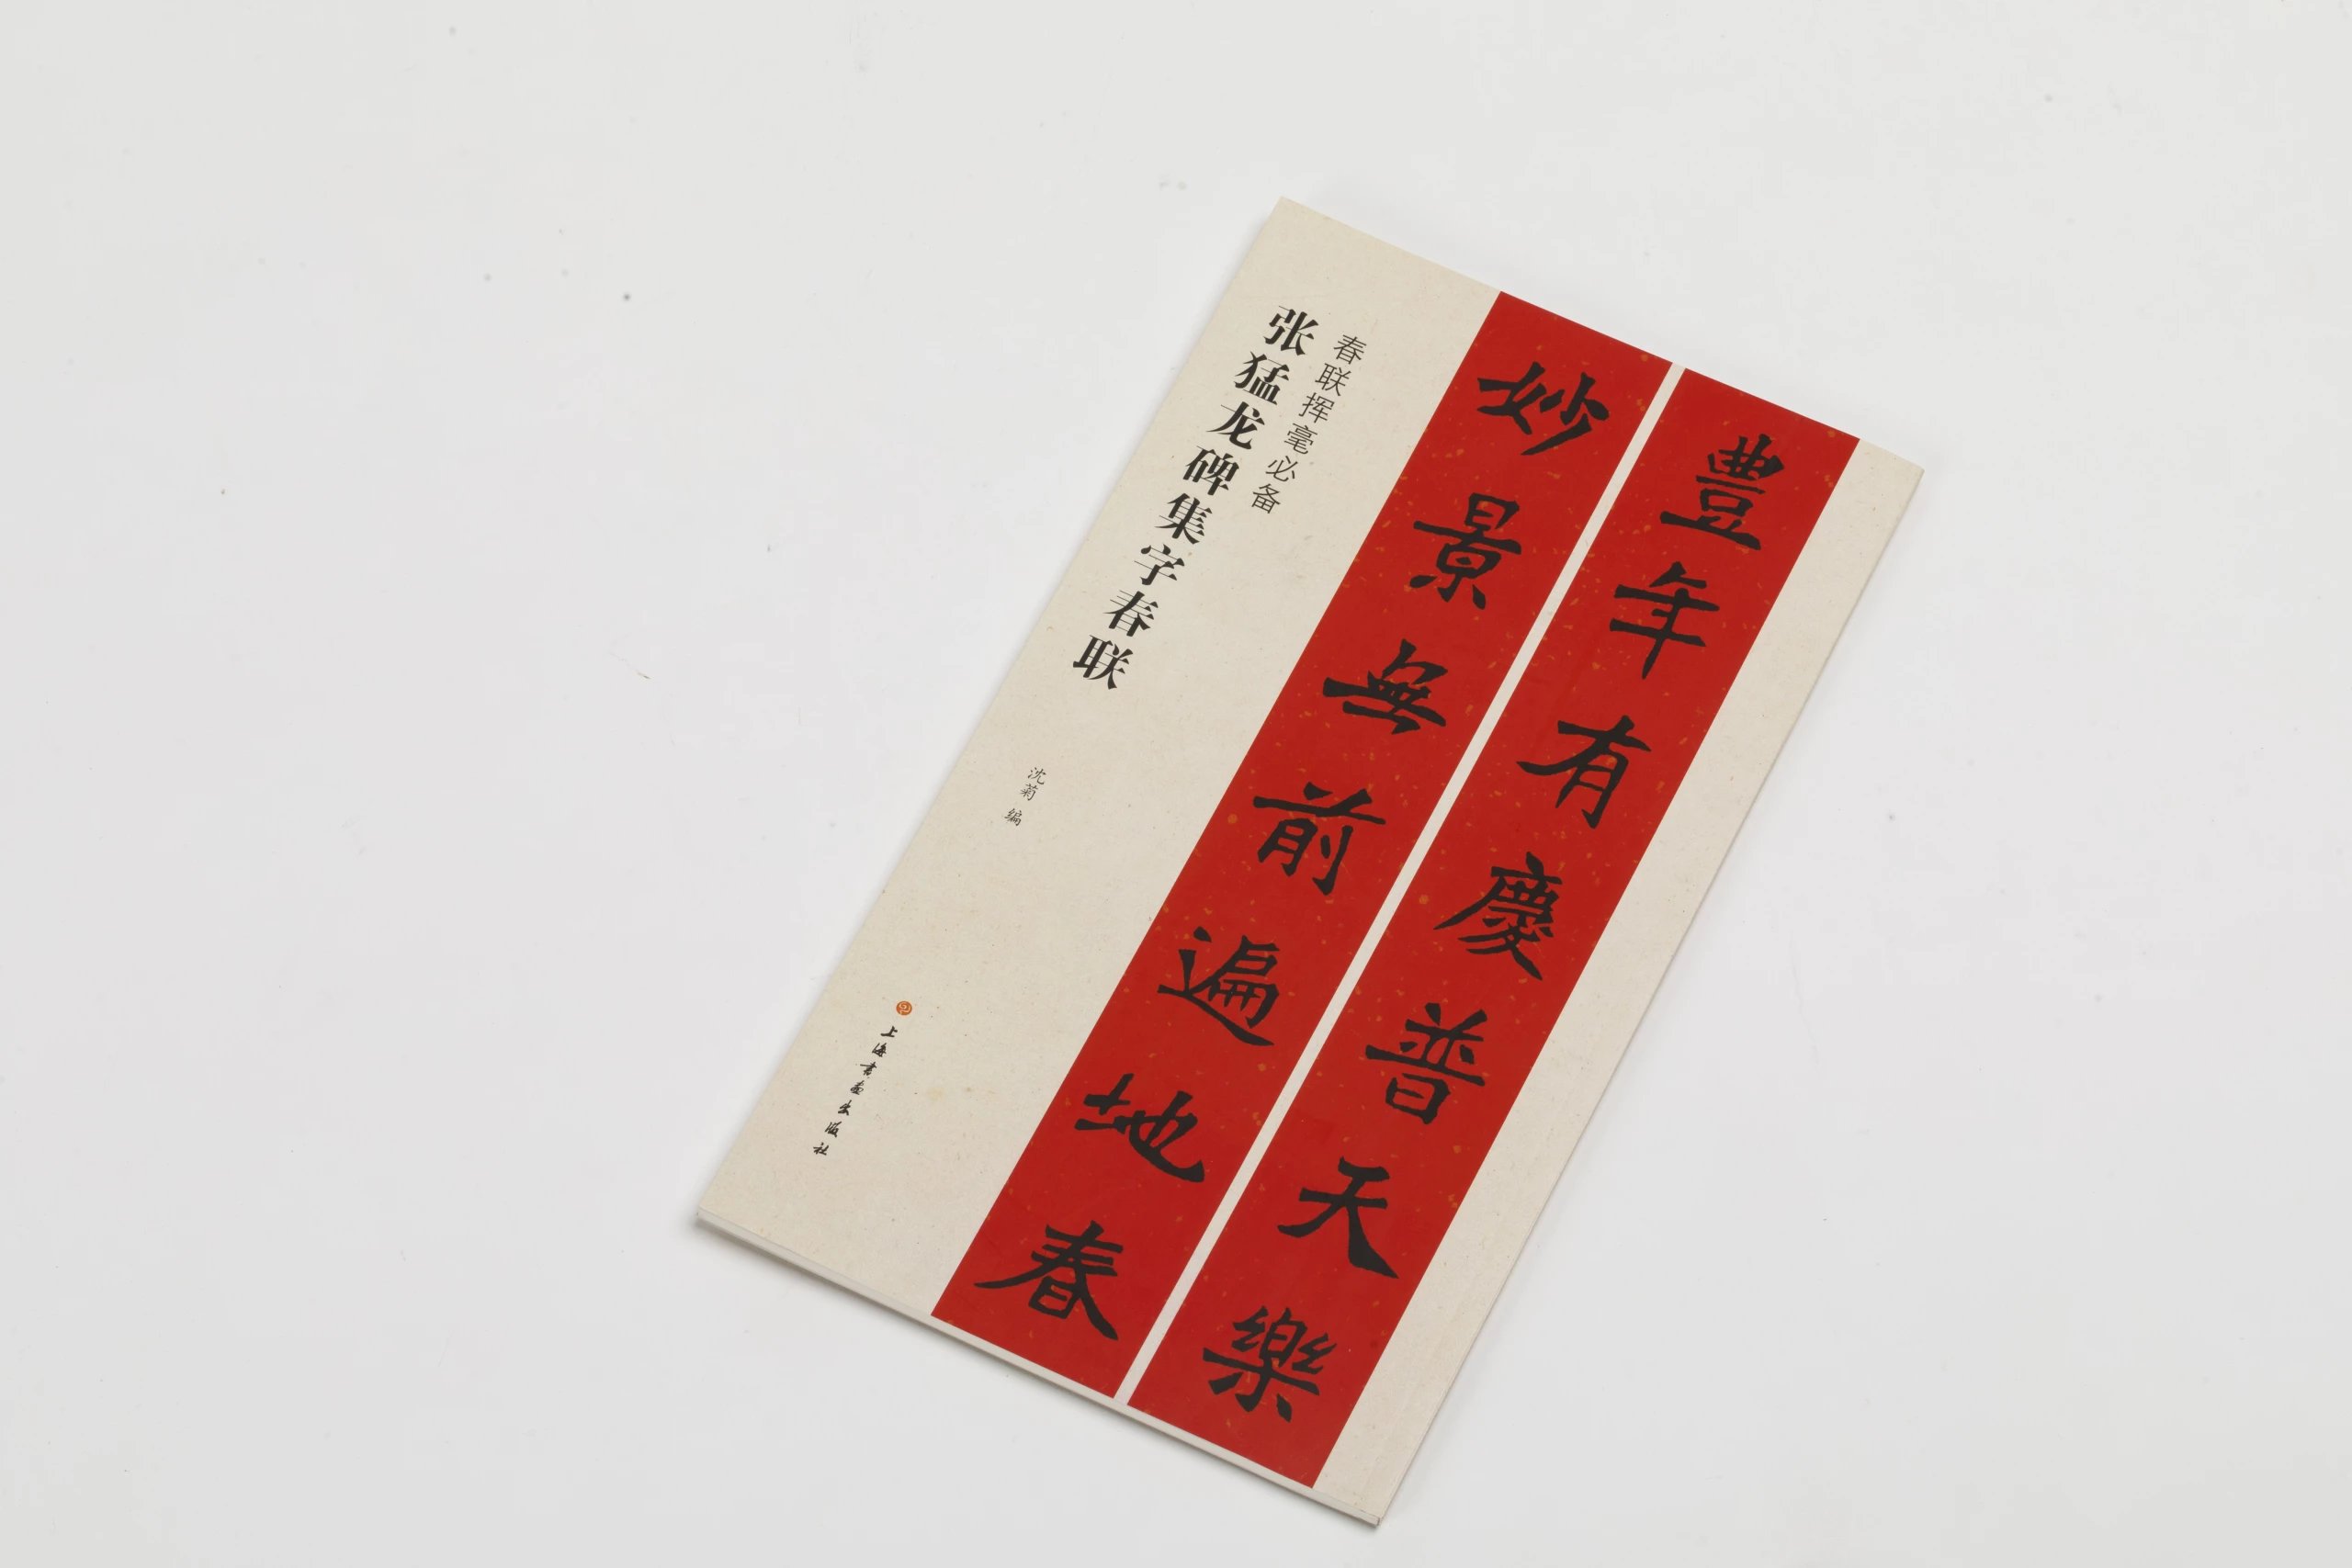 豐年有慶普天樂
妙景無前遍地春
春联挥毫必备
张猛龙碑集字春联
沈菊 编
上海书画出版社